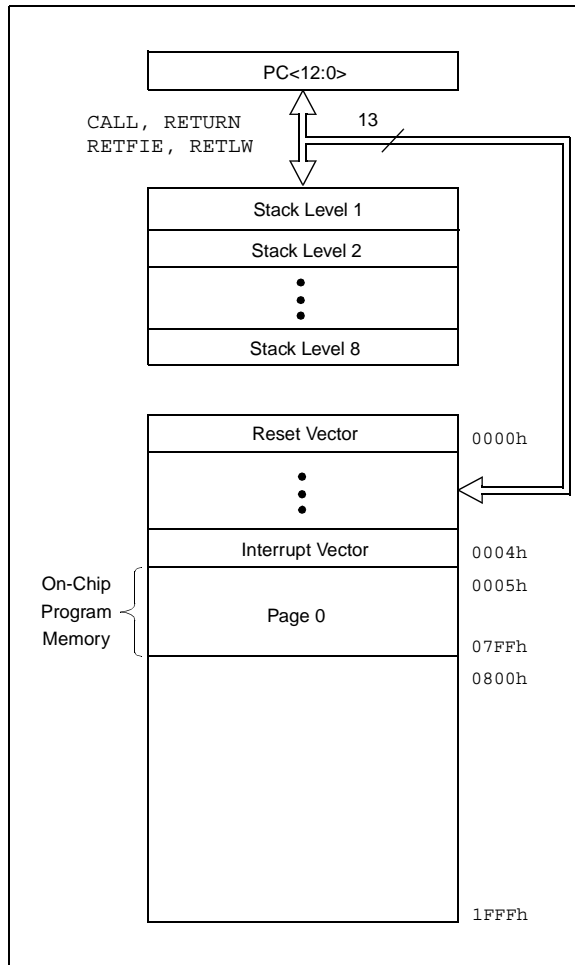 PC<12:0>
CALL, RETURN
RETFIE, RETLW
13
Stack Level 1
Stack Level 2
Stack Level 8
Reset Vector
0000h
Interrupt Vector
0004h
On-Chip
Program
Memory
Page 0
0005h
07FFh
0800h
1FFFh